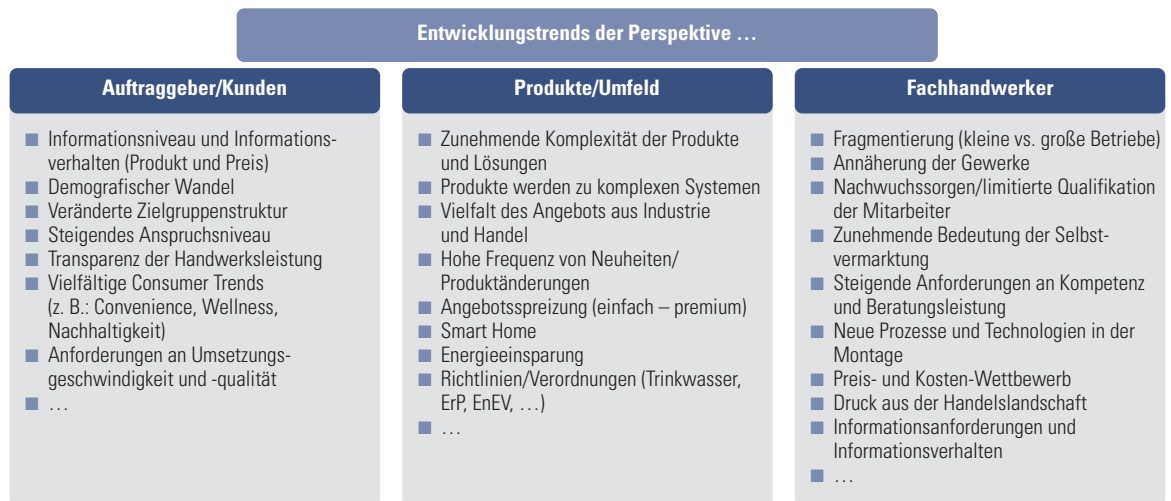 Entwicklungstrends der Perspektive …
Auftraggeber/Kunden
■ Informationsniveau und Informations-
verhalten (Produkt und Preis)
■ Demografischer Wandel
■ Veränderte Zielgruppenstruktur
■ Steigendes Anspruchsniveau
■ Transparenz der Handwerksleistung
■ Vielfältige Consumer Trends
(z. B.: Convenience, Wellness,
Nachhaltigkeit)
■ Anforderungen an Umsetzungs-
geschwindigkeit und -qualität
■ …
Produkte/Umfeld
■ Zunehmende Komplexität der Produkte
und Lösungen
■ Produkte werden zu komplexen Systemen
■ Vielfalt des Angebots aus Industrie
und Handel
■ Hohe Frequenz von Neuheiten/
Produktänderungen
■ Angebotsspreizung (einfach – premium)
■ Smart Home
■ Energieeinsparung
■ Richtlinien/Verordnungen (Trinkwasser,
ErP, EnEV, …)
■ …
Fachhandwerker
■ Fragmentierung (kleine vs. große Betriebe)
■ Annäherung der Gewerke
■ Nachwuchssorgen/limitierte Qualifikation
der Mitarbeiter
■ Zunehmende Bedeutung der Selbst-
vermarktung
■ Steigende Anforderungen an Kompetenz
und Beratungsleistung
■ Neue Prozesse und Technologien in der
Montage
■ Preis- und Kosten-Wettbewerb
■ Druck aus der Handelslandschaft
■ Informationsanforderungen und
Informationsverhalten
■ …